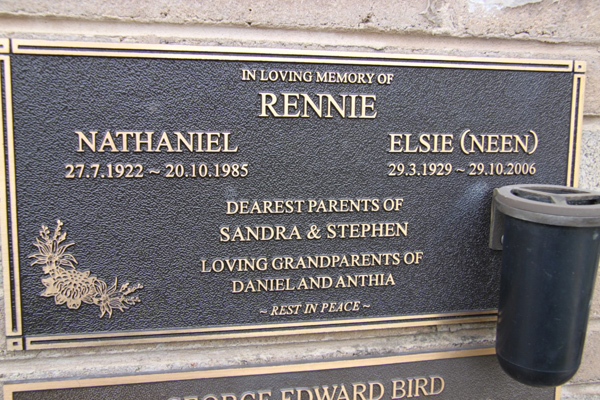 IN LOVING MEMORY OF
RENNIE
NATHANIEL ELSIE (NEEN)
27.7.1922 ~ 20.10.1985 29.3.1929 ~ 29.10.2006
DEAREST PARENTS OF
SANDRA & STEPHEN
LOVING GRANDPARENTS OF
DANIEL AND ANTHIA
~ REST IN PEACE ~
GEORGE EDWARD BIRD